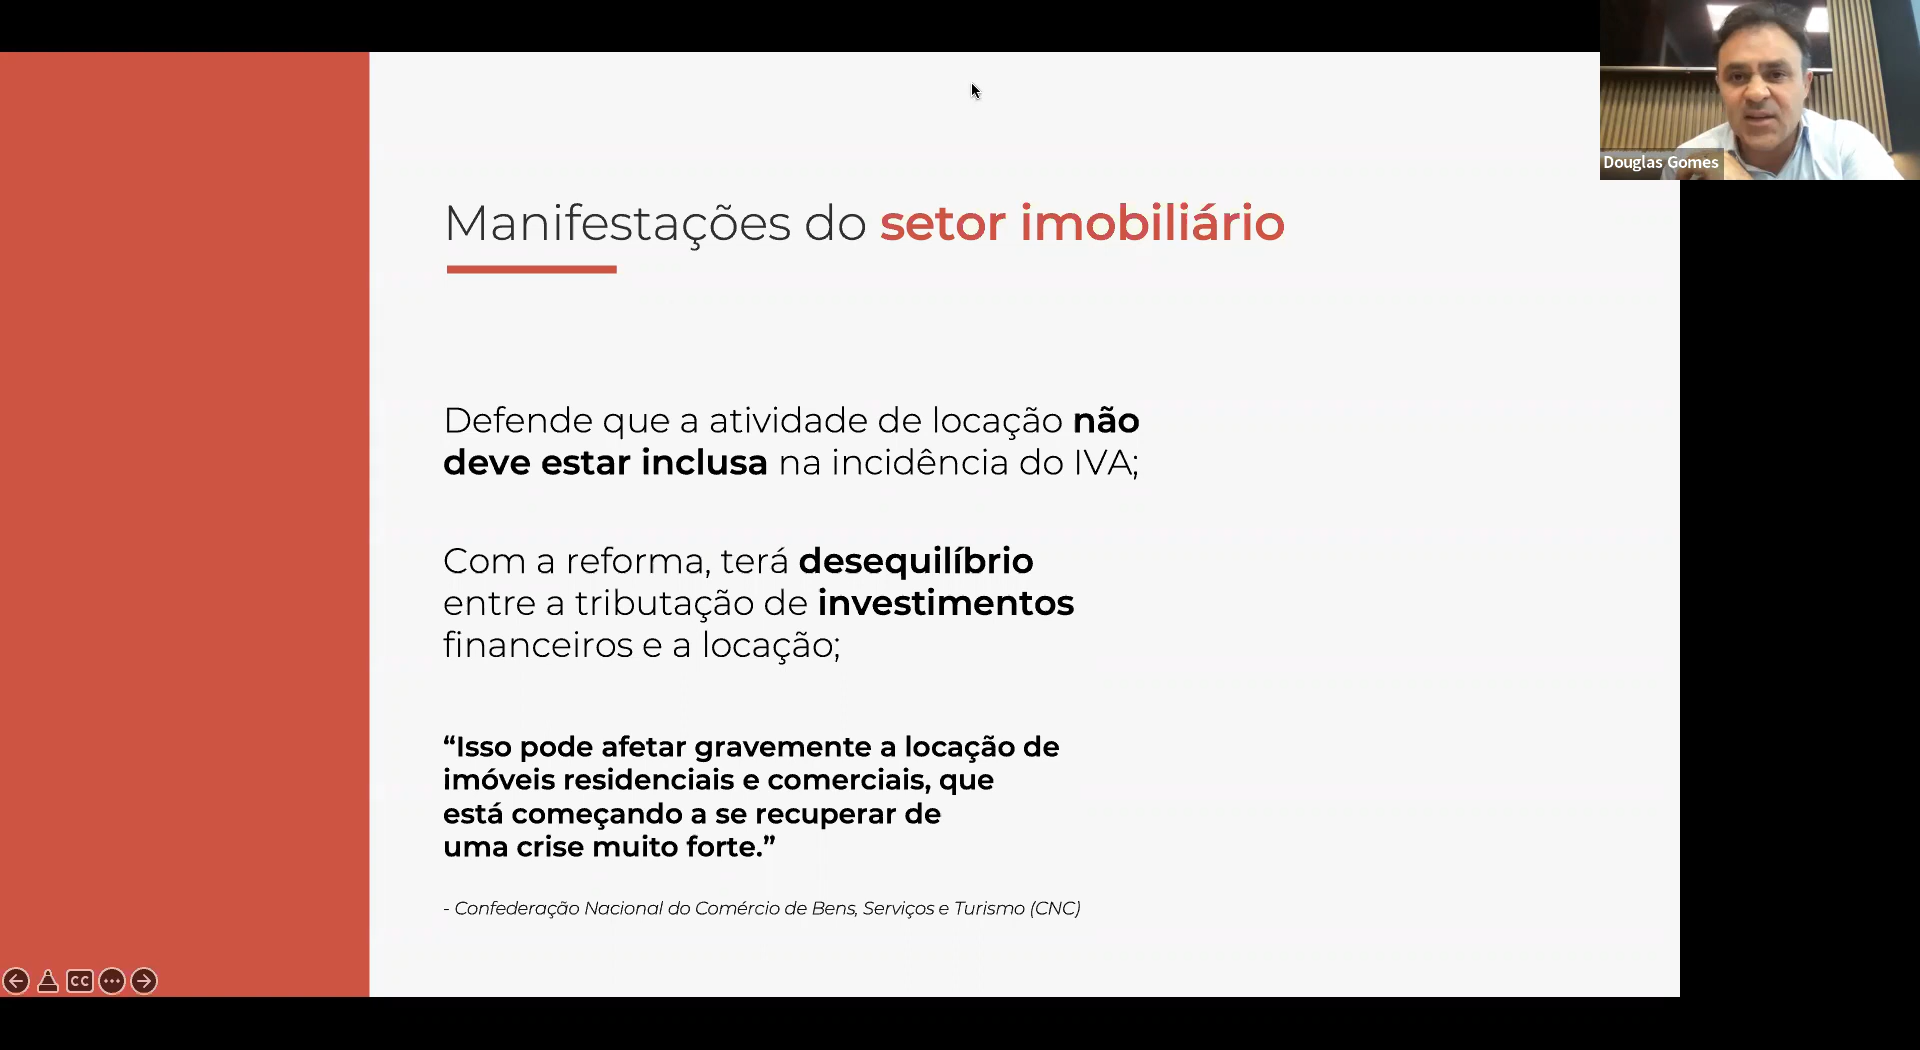 Douglas Gomes
Manifestações do setor imobiliário
Defende que a atividade de locação não
deve estar inclusa na incidência do IVA;
Com a reforma, terá desequilíbrio
entre a tributação de investimentos
financeiros e a locação;
“Isso pode afetar gravemente a locação de
imóveis residenciais e comerciais, que
está começando a se recuperar de
uma crise muito forte.”
- Confederação Nacional do Comércio de Bens, Serviços e Turismo (CNC)
CC